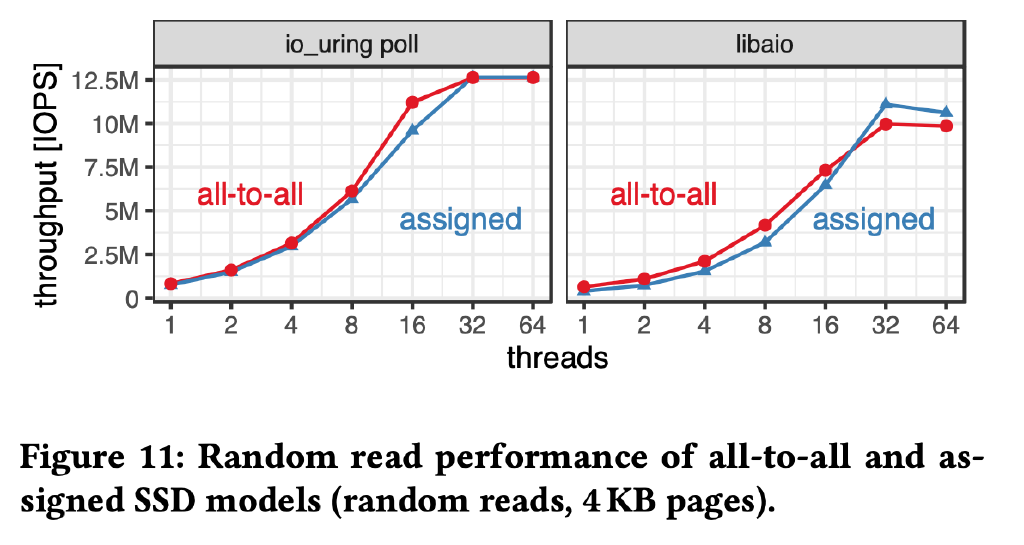 io_uring poll
libaio
throughput [IOPS]
12.5M
10M
7.5M
5M
2.5M
0
all-to-all
assigned
all-to-all
assigned
1 2 4 8 16 32 64
1 2 4 8 16 32 64
threads
Figure 11: Random read performance of all-to-all and as-
signed SSD models (random reads, 4 KB pages).